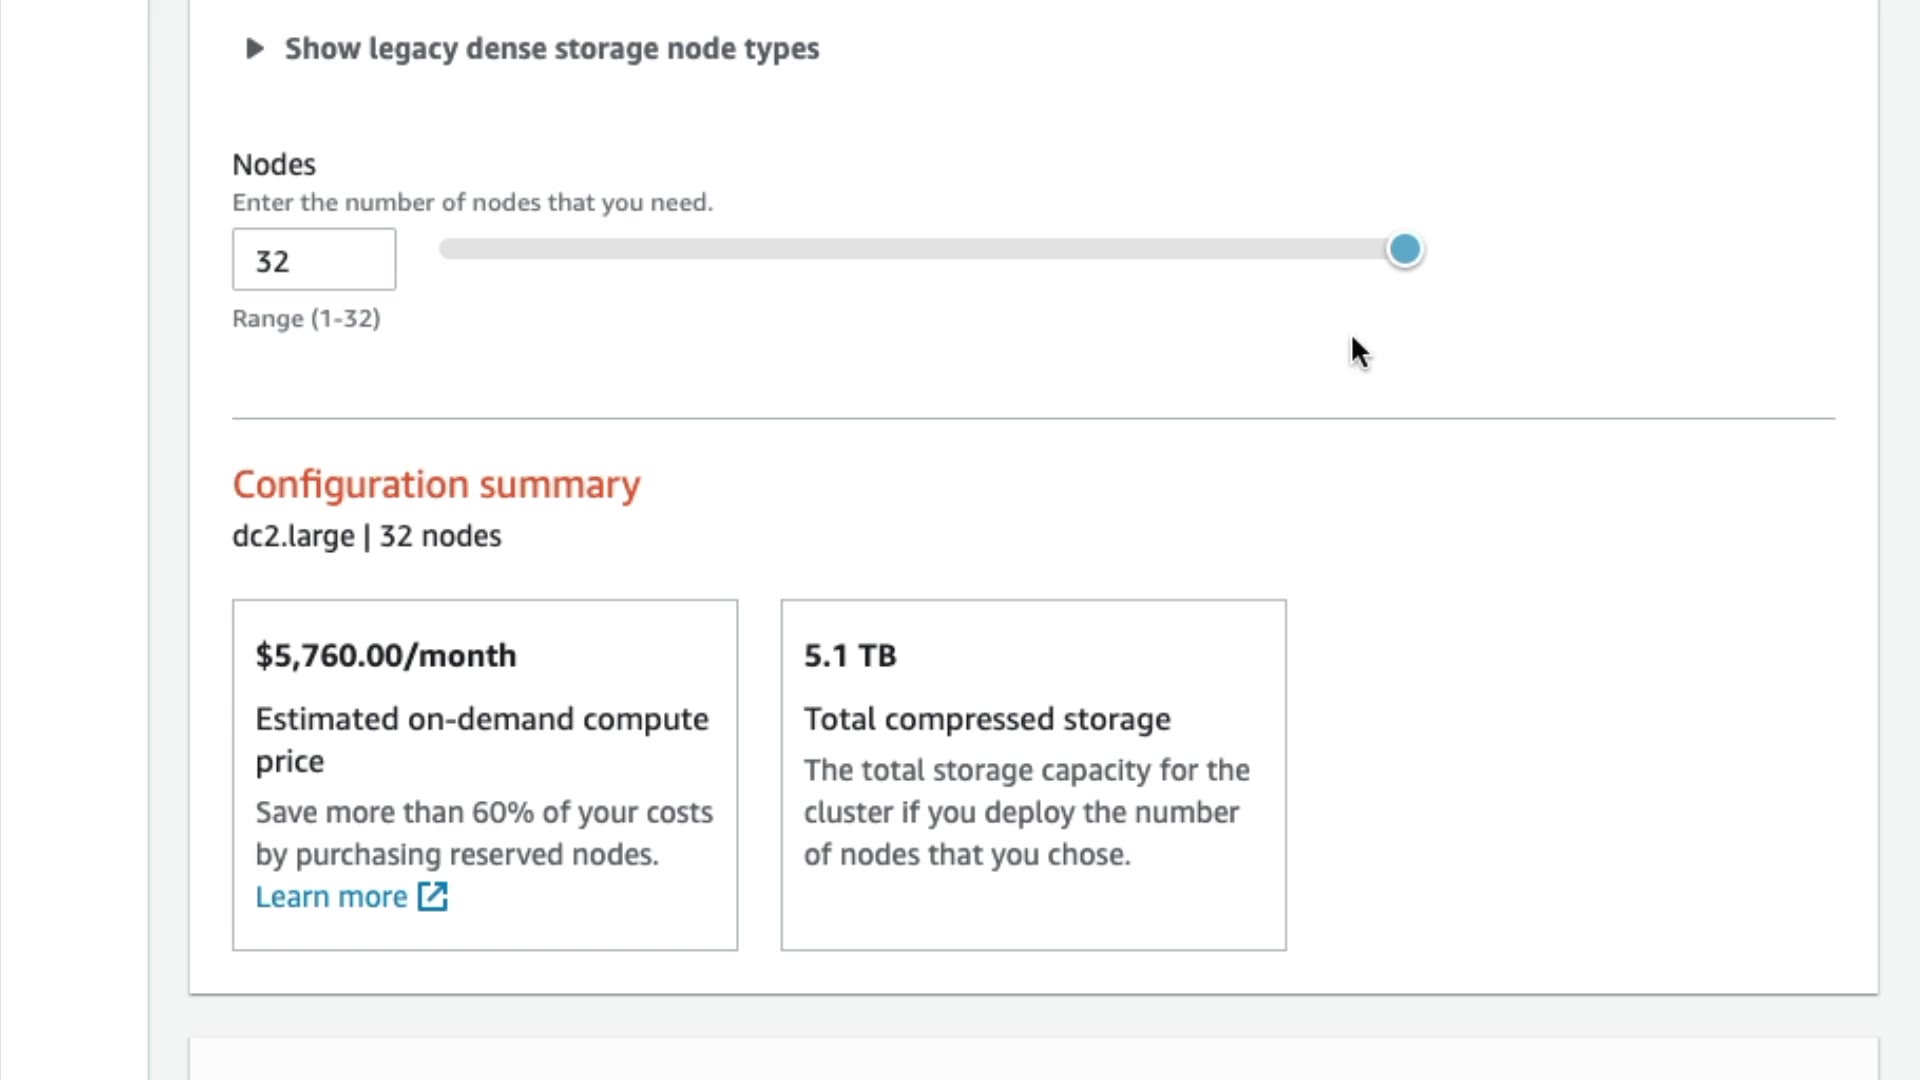 Show legacy dense storage node types
Nodes
Enter the number of nodes that you need.
32
Range (1-32)
Configuration summary
dc2.large | 32 nodes
$5,760.00/month
Estimated on-demand compute
price
Save more than 60% of your costs
by purchasing reserved nodes.
Learn more
5.1 TB
Total compressed storage
The total storage capacity for the
cluster if you deploy the number
of nodes that you chose.